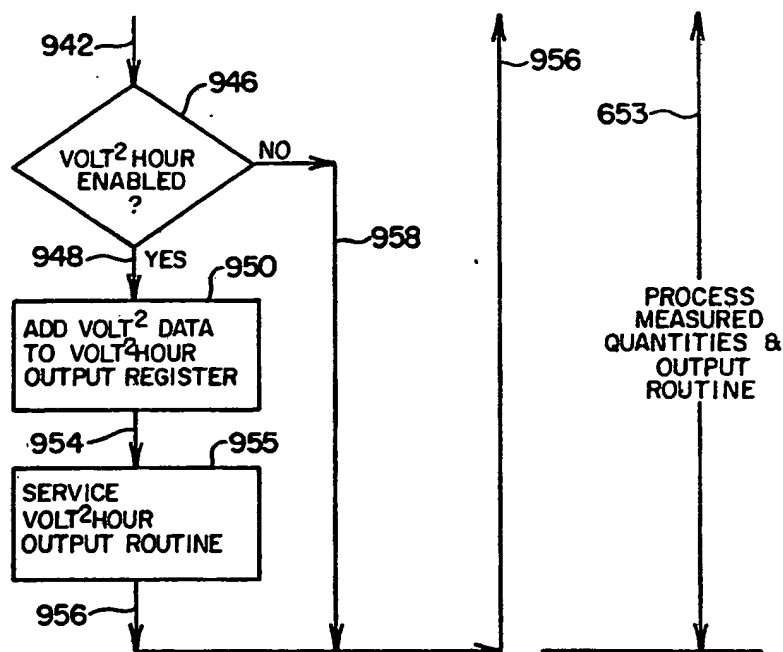 942
946
956
653
VOLT² HOUR
ENABLED
?
NO
958
948
YES
950
ADD VOLT² DATA
TO VOLT²HOUR
OUTPUT REGISTER
PROCESS
MEASURED
QUANTITIES &
OUTPUT
ROUTINE
954
955
SERVICE
VOLT²HOUR
OUTPUT ROUTINE
956